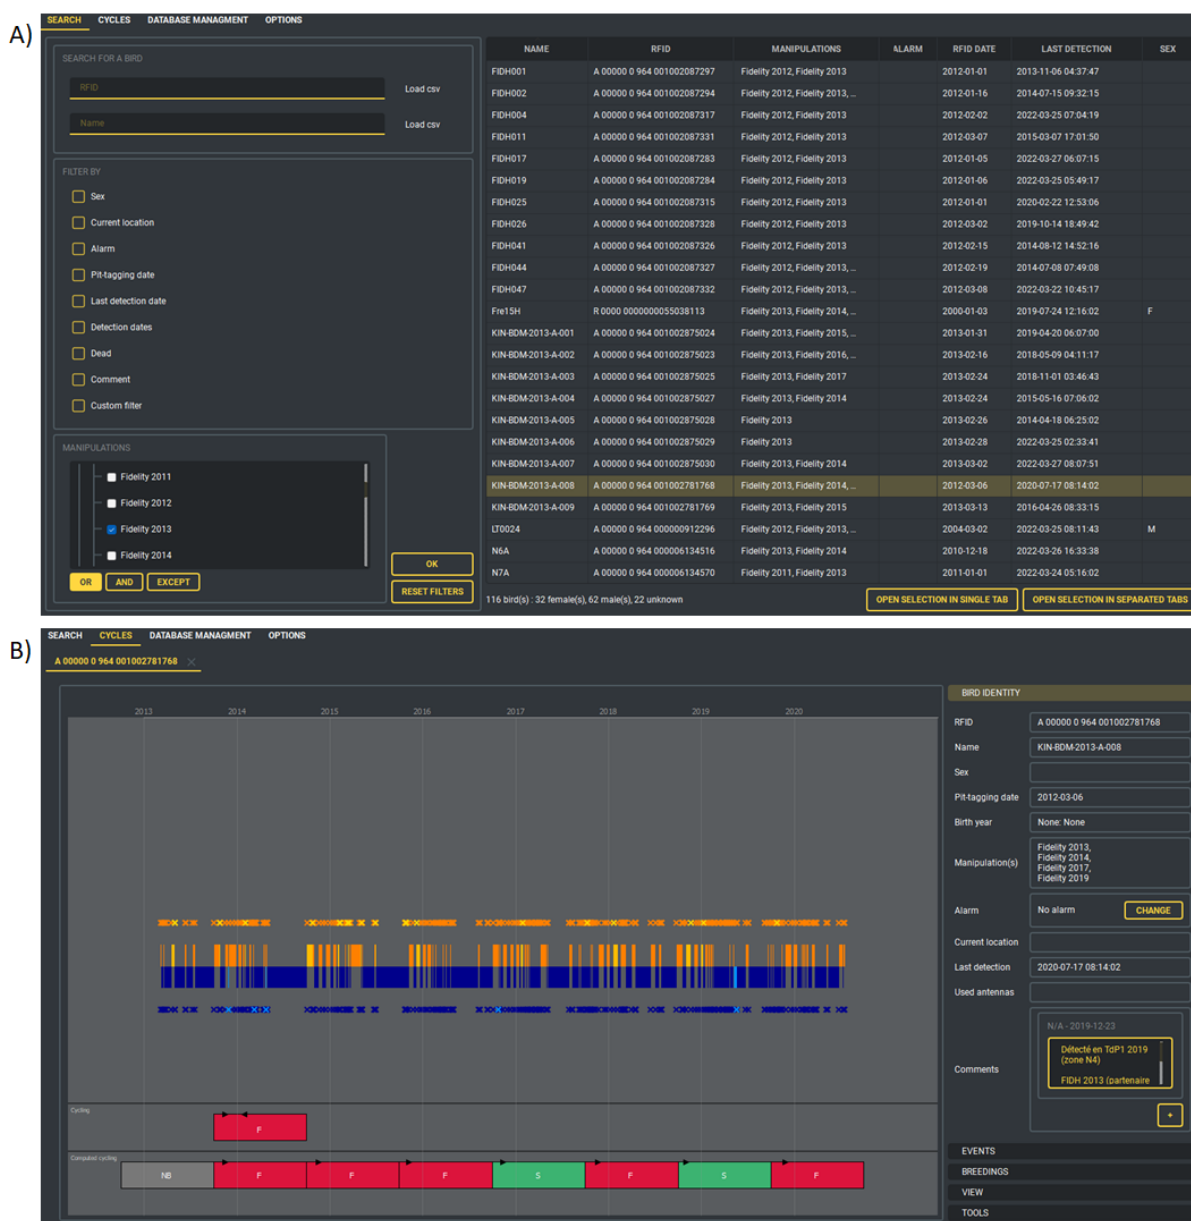 A)
SEARCH CYCLES DATABASE MANAGMENT OPTIONS
SEARCH FOR A BIRD
RFID Load csv
Name Load csv
FILTER BY
Sex
Current location
Alarm
Pit-tagging date
Last detection date
Detection dates
Dead
Comment
Custom filter
MANIPULATIONS
Fidelity 2011
Fidelity 2012
Fidelity 2013
Fidelity 2014
OR AND EXCEPT
OK
RESET FILTERS
NAME RFID MANIPULATIONS ALARM RFID DATE LAST DETECTION SEX
FIDH001 A 00000 0 964 001002087297 Fidelity 2012, Fidelity 2013 2012-01-01 2013-11-06 04:37:47
FIDH002 A 00000 0 964 001002087294 Fidelity 2012, Fidelity 2013, ... 2012-01-16 2014-07-15 09:32:15
FIDH004 A 00000 0 964 001002087317 Fidelity 2012, Fidelity 2013 2012-02-02 2022-03-25 07:04:19
FIDH011 A 00000 0 964 001002087331 Fidelity 2012, Fidelity 2013 2012-03-07 2015-03-07 17:01:50
FIDH017 A 00000 0 964 001002087283 Fidelity 2012, Fidelity 2013 2012-01-05 2022-03-27 06:07:15
FIDH019 A 00000 0 964 001002087284 Fidelity 2012, Fidelity 2013 2012-01-06 2022-03-25 05:49:17
FIDH025 A 00000 0 964 001002087315 Fidelity 2012, Fidelity 2013 2012-01-01 2020-02-22 12:53:06
FIDH026 A 00000 0 964 001002087328 Fidelity 2012, Fidelity 2013 2012-03-02 2019-10-14 18:49:42
FIDH041 A 00000 0 964 001002087326 Fidelity 2012, Fidelity 2013 2012-02-15 2014-08-12 14:52:16
FIDH044 A 00000 0 964 001002087327 Fidelity 2012, Fidelity 2013, ... 2012-02-19 2014-07-08 07:49:08
FIDH047 A 00000 0 964 001002087332 Fidelity 2012, Fidelity 2013, ... 2012-03-08 2022-03-22 10:45:17
Fre15H R 0000 0000000055038113 Fidelity 2013, Fidelity 2014, ... 2000-01-03 2019-07-24 12:16:02 F
KIN-BDM-2013-A-001 A 00000 0 964 001002875024 Fidelity 2013, Fidelity 2015, ... 2013-01-31 2019-04-20 06:07:00
KIN-BDM-2013-A-002 A 00000 0 964 001002875023 Fidelity 2013, Fidelity 2016, ... 2013-02-16 2018-05-09 04:11:17
KIN-BDM-2013-A-003 A 00000 0 964 001002875025 Fidelity 2013, Fidelity 2017 2013-02-24 2018-11-01 03:46:43
KIN-BDM-2013-A-004 A 00000 0 964 001002875027 Fidelity 2013, Fidelity 2014 2013-02-24 2015-05-16 07:06:02
KIN-BDM-2013-A-005 A 00000 0 964 001002875028 Fidelity 2013 2013-02-26 2014-04-18 06:25:02
KIN-BDM-2013-A-006 A 00000 0 964 001002875029 Fidelity 2013 2013-02-28 2022-03-25 02:33:41
KIN-BDM-2013-A-007 A 00000 0 964 001002875030 Fidelity 2013, Fidelity 2014 2013-03-02 2022-03-27 08:07:51
KIN-BDM-2013-A-008 A 00000 0 964 001002781768 Fidelity 2013, Fidelity 2014, ... 2012-03-06 2020-07-17 08:14:02
KIN-BDM-2013-A-009 A 00000 0 964 001002781769 Fidelity 2013, Fidelity 2015 2013-03-13 2016-04-26 08:33:15
LT0024 A 00000 0 964 000000912296 Fidelity 2012, Fidelity 2013, ... 2004-03-02 2022-03-25 08:11:43 M
N6A A 00000 0 964 000006134516 Fidelity 2013, Fidelity 2014 2010-12-18 2022-03-26 16:33:38
N7A A 00000 0 964 000006134570 Fidelity 2011, Fidelity 2013 2011-01-01 2022-03-24 05:16:02
116 bird(s) : 32 female(s), 62 male(s), 22 unknown OPEN SELECTION IN SINGLE TAB OPEN SELECTION IN SEPARATED TABS
B)
SEARCH CYCLES DATABASE MANAGMENT OPTIONS
A 00000 0 964 001002781768
2013 2014 2015 2016 2017 2018 2019 2020
Cycling
F
Computed cycling
NB F F F S F S F
BIRD IDENTITY
RFID A 00000 0 964 001002781768
Name KIN-BDM-2013-A-008
Sex
Pit-tagging date 2012-03-06
Birth year None: None
Manipulation(s)
Fidelity 2013,
Fidelity 2014,
Fidelity 2017,
Fidelity 2019
Alarm No alarm CHANGE
Current location
Last detection 2020-07-17 08:14:02
Used antennas
Comments
N/A - 2019-12-23
Détecté en TdP1 2019
(zone N4)
FIDH 2013 (partenaire
+
EVENTS
BREEDINGS
VIEW
TOOLS